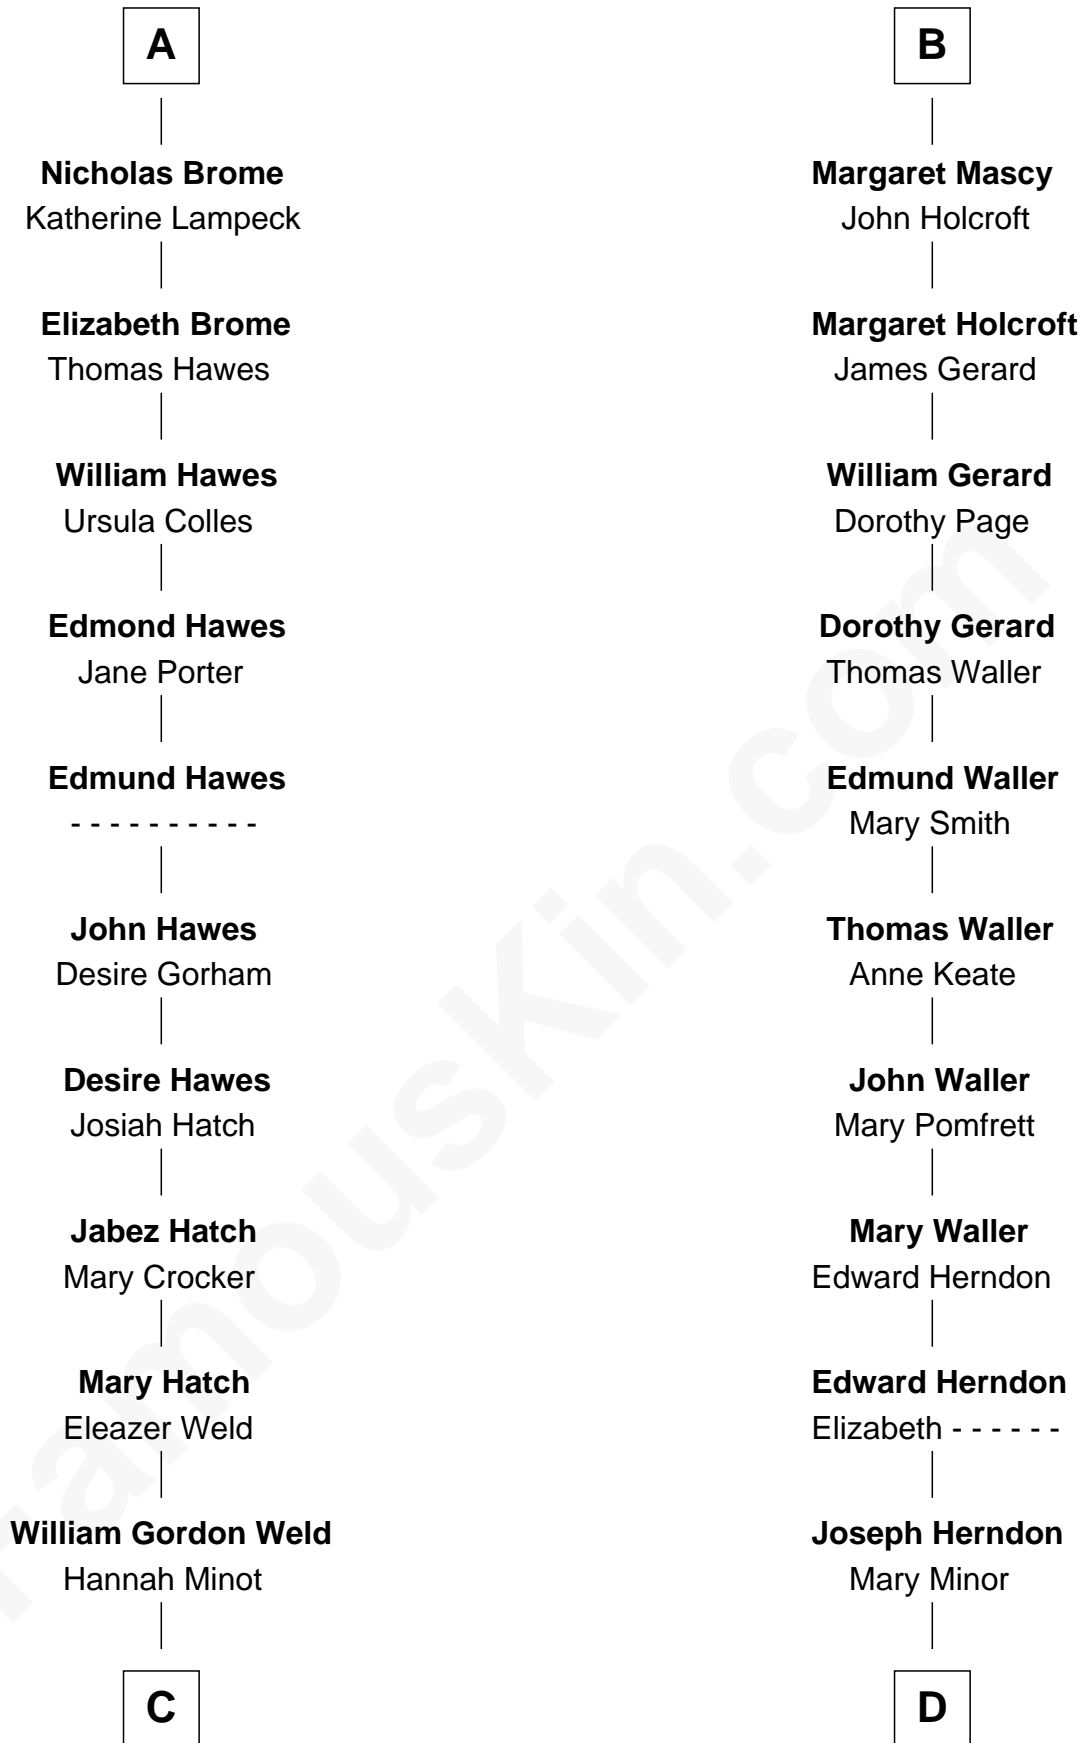 A
Nicholas Brome
Katherine Lampeck
Elizabeth Brome
Thomas Hawes
William Hawes
Ursula Colles
Edmond Hawes
Jane Porter
Edmund Hawes
- - - - - - - - - -
John Hawes
Desire Gorham
Desire Hawes
Josiah Hatch
Jabez Hatch
Mary Crocker
Mary Hatch
Eleazer Weld
William Gordon Weld
Hannah Minot
C
B
Margaret Mascy
John Holcroft
Margaret Holcroft
James Gerard
William Gerard
Dorothy Page
Dorothy Gerard
Thomas Waller
Edmund Waller
Mary Smith
Thomas Waller
Anne Keate
John Waller
Mary Pomfrett
Mary Waller
Edward Herndon
Edward Herndon
Elizabeth - - - - - -
Joseph Herndon
Mary Minor
D
FamousKin.com